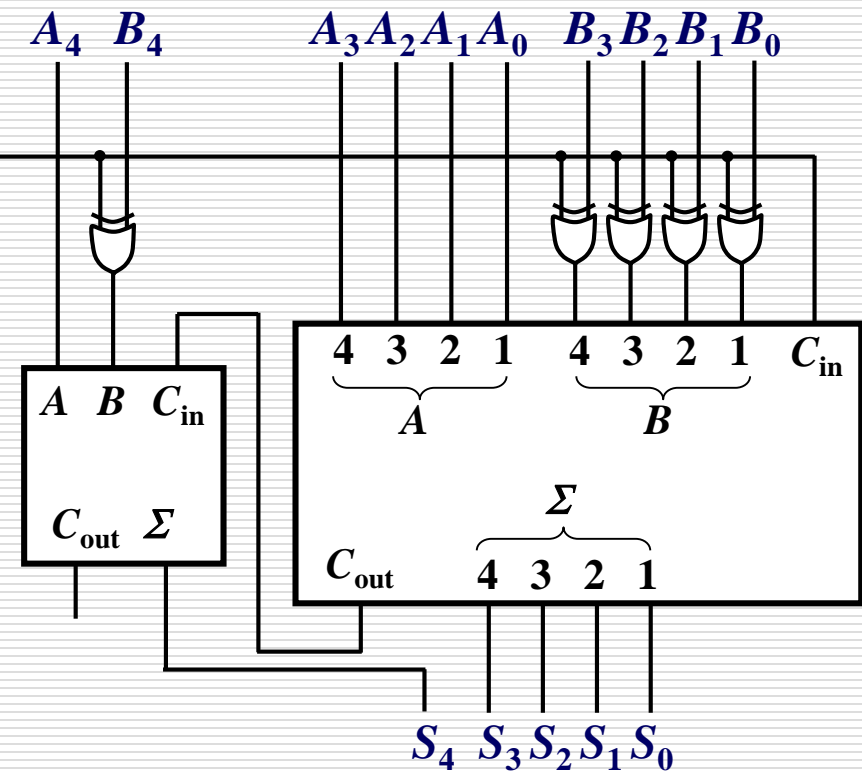 A4 B4 A3 A2 A1 A0 B3 B2 B1 B0
4 3 2 1 4 3 2 1 Cin
A B Cin A B
Σ
Cout Σ
Cout 4 3 2 1
S4 S3 S2 S1 S0